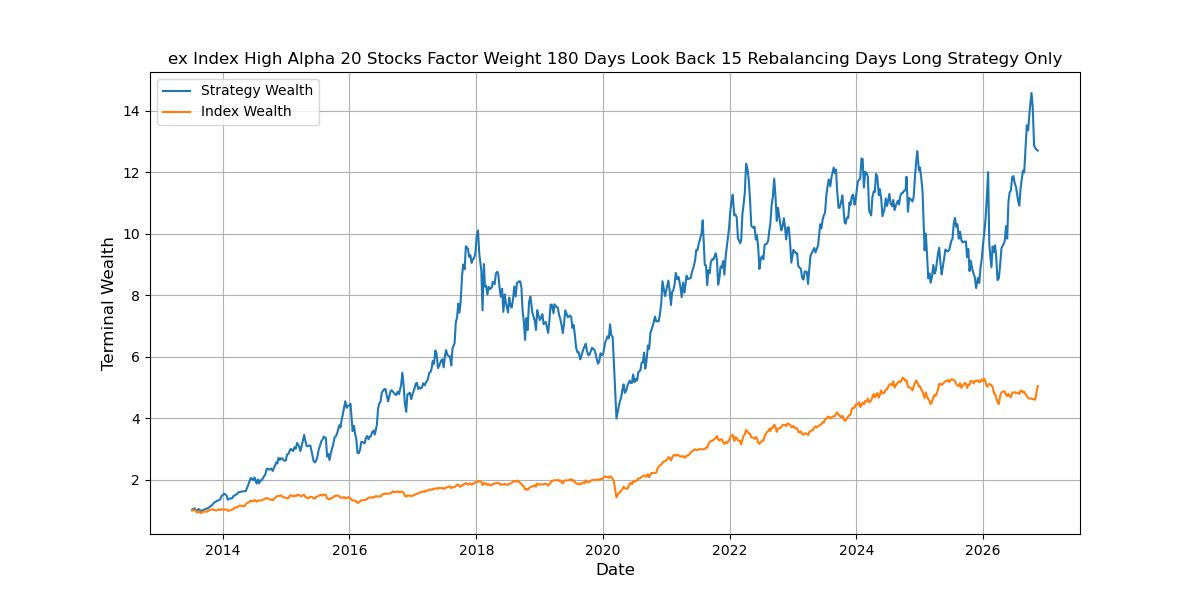 ex Index High Alpha 20 Stocks Factor Weight 180 Days Look Back 15 Rebalancing Days Long Strategy Only
Strategy Wealth
Index Wealth
14
12
10
8
6
4
2
Terminal Wealth
2014 2016 2018 2020 2022 2024 2026
Date